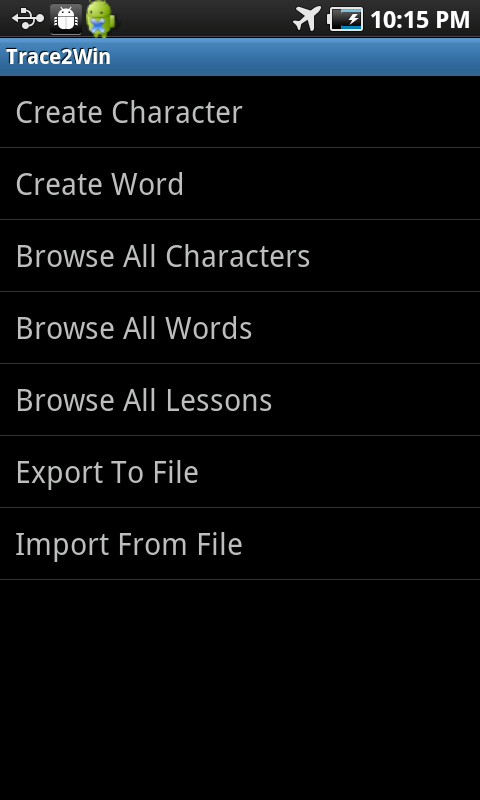 10:15 PM
Trace2Win
Create Character
Create Word
Browse All Characters
Browse All Words
Browse All Lessons
Export To File
Import From File